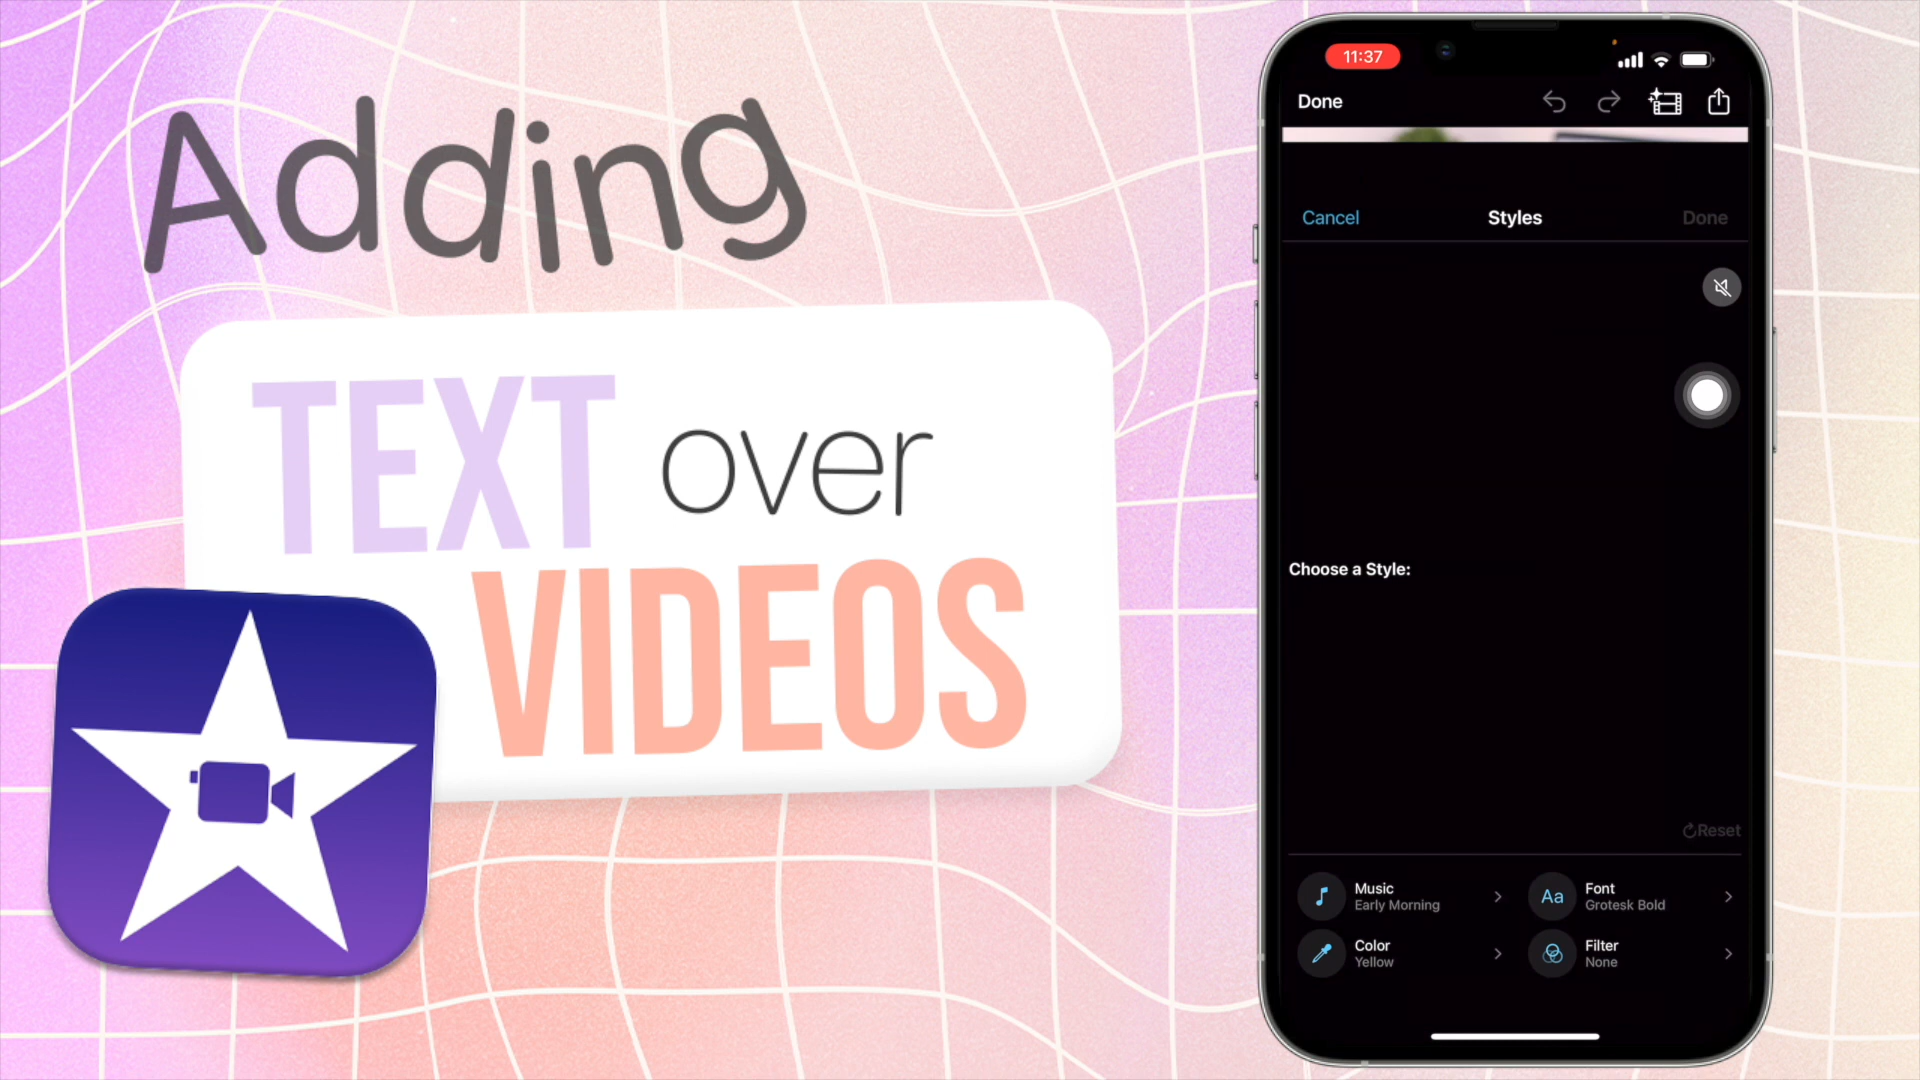 Adding
TEXT over
VIDEOS
11:37
Done
Cancel
Styles
Done
Choose a Style:
Reset
Music
Early Morning
Aa
Font
Grotesk Bold
Color
Yellow
Filter
None